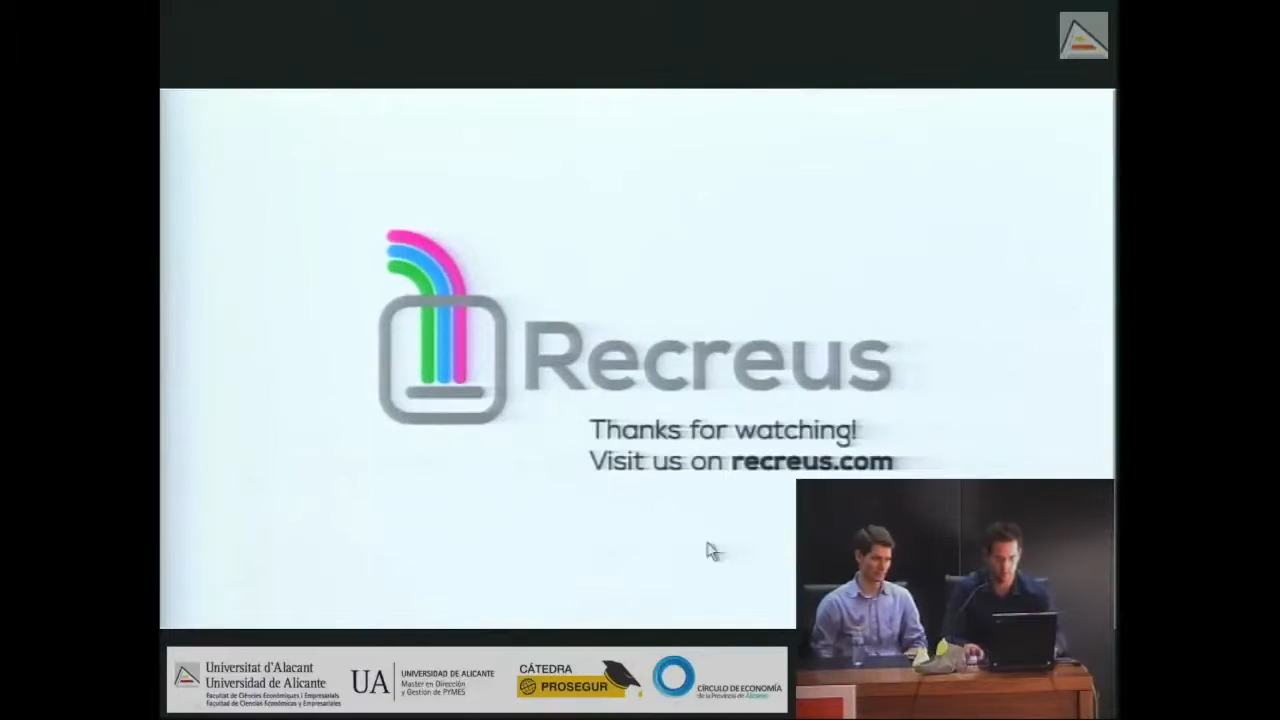 Recreus
Thanks for watching!
Visit us on recreus.com
Universitat d'Alacant
Universidad de Alicante
Facultat de Ciències Econòmiques i Empresarials
Facultad de Ciencias Económicas y Empresariales
UA
UNIVERSIDAD DE ALICANTE
Master en Dirección
y Gestión de PYMES
CÁTEDRA
PROSEGUR
CÍRCULO DE ECONOMÍA
de la Provincia de Alicante